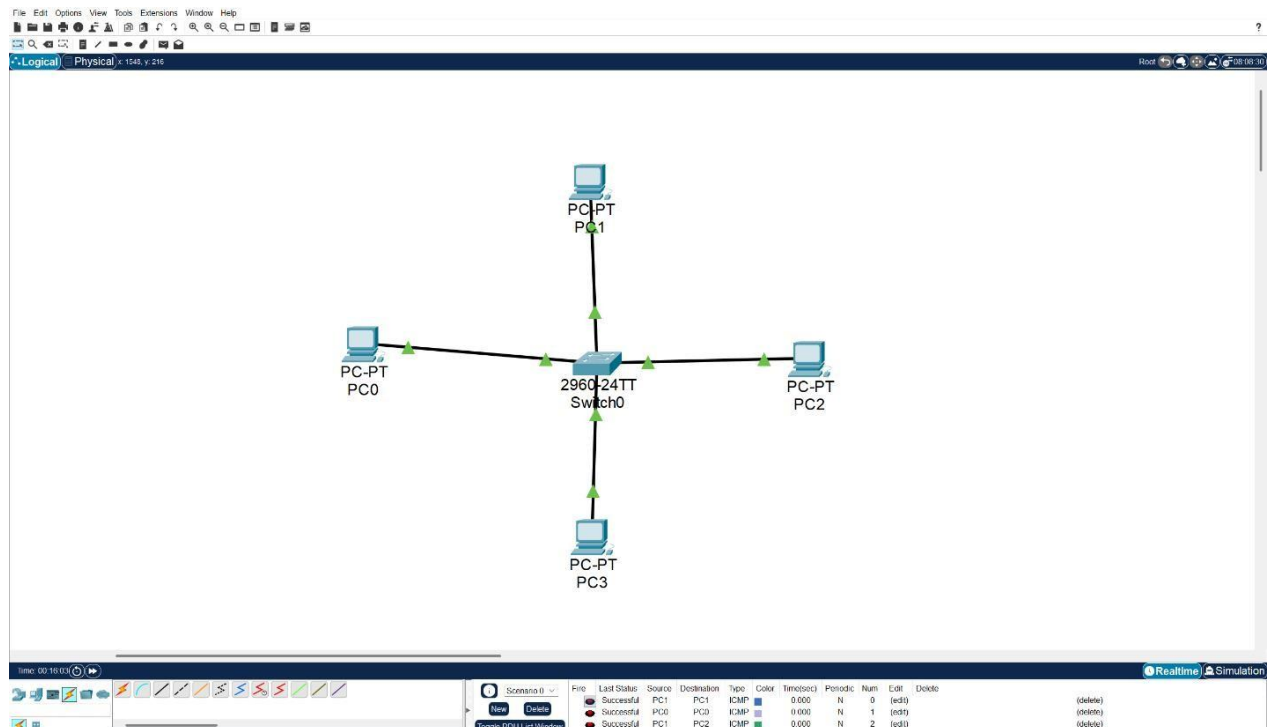 File Edit Options View Tools Extensions Window Help
?
Logical Physical x: 1548, y: 216
Root 08:08:30
PC-PT
PC1
PC-PT
PC0
2960-24TT
Switch0
PC-PT
PC2
PC-PT
PC3
Time: 00:16:03
Realtime Simulation
Scenario 0
New Delete
Toggle PDU List Window
Fire Last Status Source Destination Type Color Time(sec) Periodic Num Edit Delete
Successful PC1 PC1 ICMP 0.000 N 0 (edit) (delete)
Successful PC0 PC0 ICMP 0.000 N 1 (edit) (delete)
Successful PC1 PC2 ICMP 0.000 N 2 (edit) (delete)